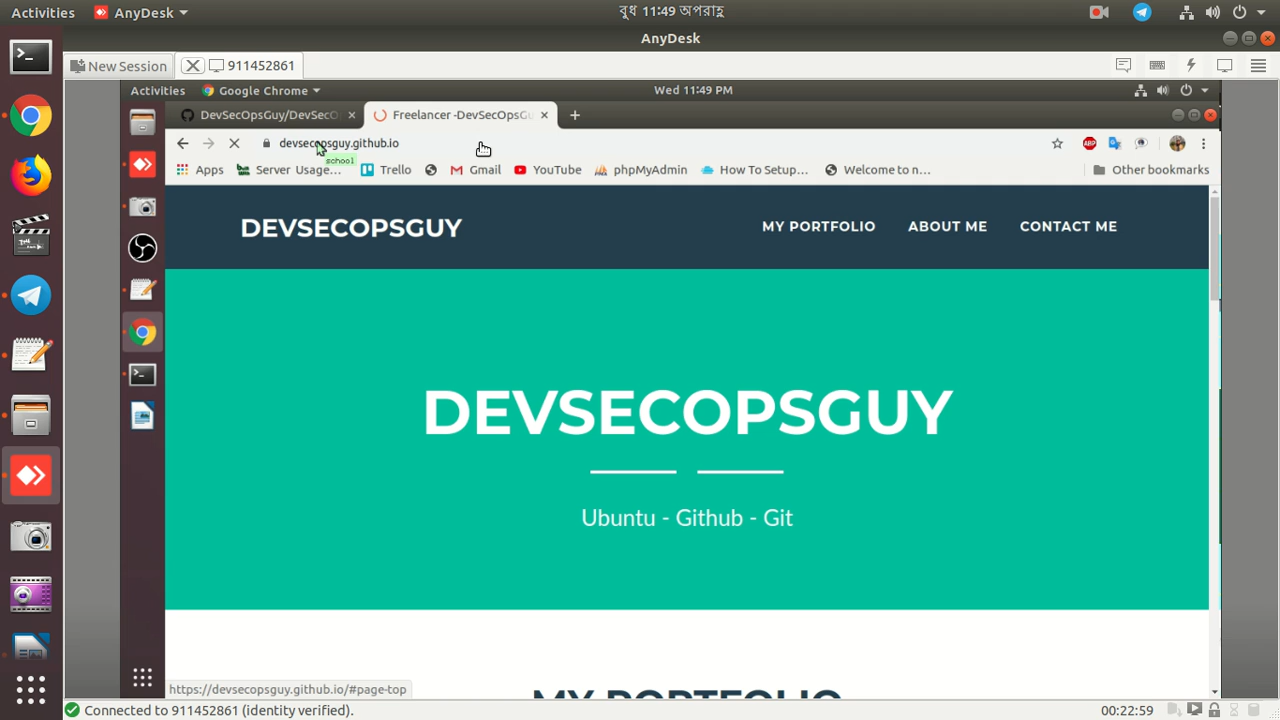 Activities AnyDesk বুধ 11:49 অপরাহ্ণ
AnyDesk
New Session 911452861
Activities Google Chrome Wed 11:49 PM
DevSecOpsGuy/DevSecO Freelancer -DevSecOpsGu
devsecopsguy.github.io
school
Apps Server Usage... Trello Gmail YouTube phpMyAdmin How To Setup... Welcome to n... Other bookmarks
DEVSECOPSGUY MY PORTFOLIO ABOUT ME CONTACT ME
DEVSECOPSGUY
Ubuntu - Github - Git
MY PORTFOLIO
https://devsecopsguy.github.io/#page-top
Connected to 911452861 (identity verified). 00:22:59